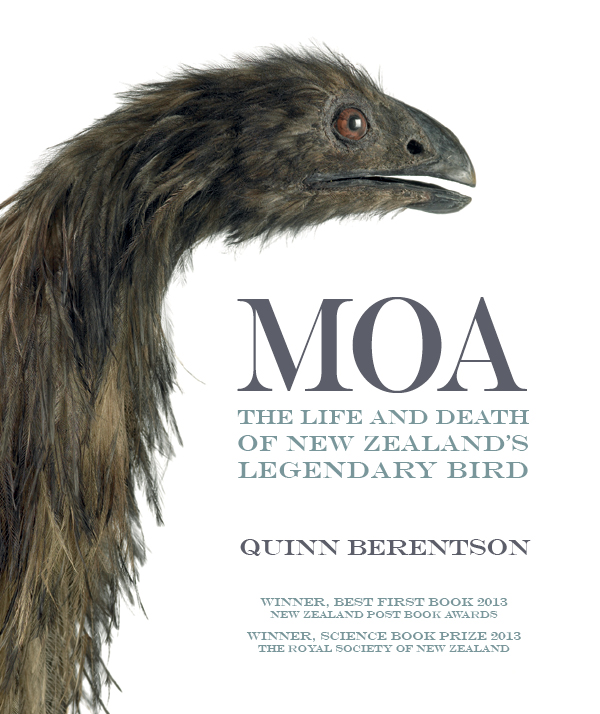 MOA
THE LIFE AND DEATH
OF NEW ZEALAND'S
LEGENDARY BIRD
QUINN BERENTSON
WINNER, BEST FIRST BOOK 2013
NEW ZEALAND POST BOOK AWARDS
WINNER, SCIENCE BOOK PRIZE 2013
THE ROYAL SOCIETY OF NEW ZEALAND